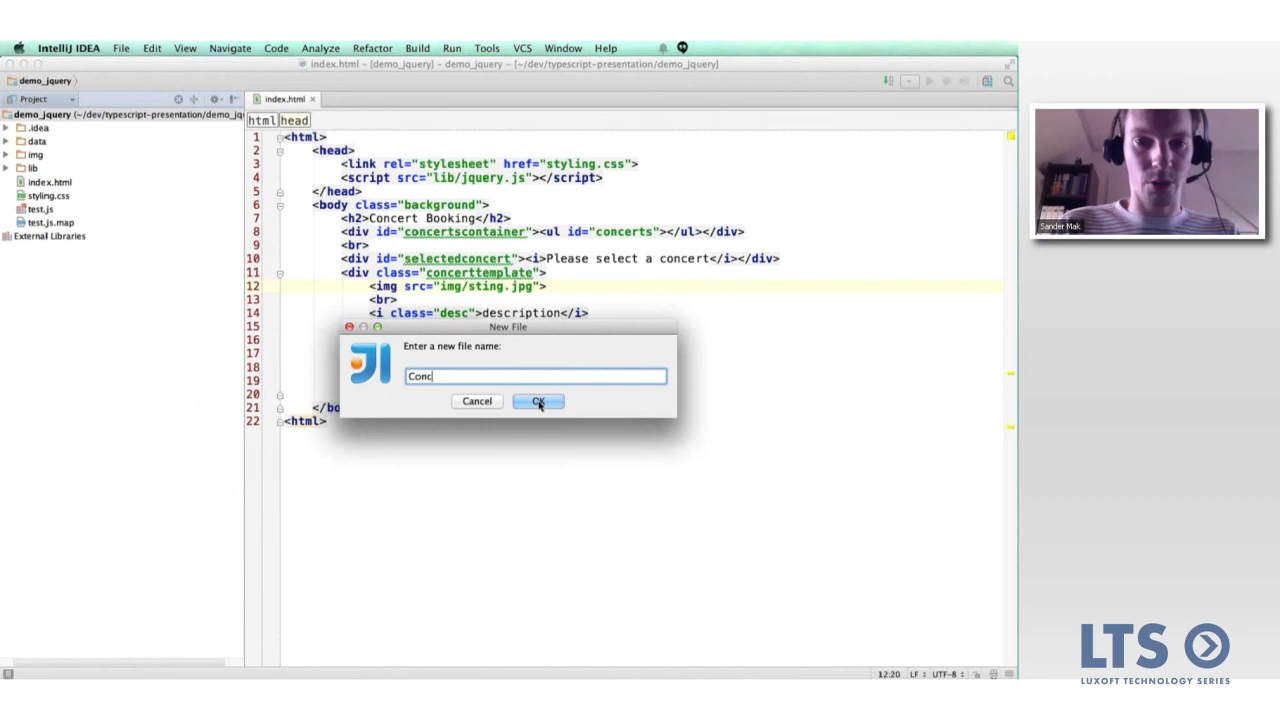 IntelliJ IDEA File Edit View Navigate Code Analyze Refactor Build Run Tools VCS Window Help
index.html - [demo_jquery] - demo_jquery - [~/dev/typescript-presentation/demo_jquery]
demo_jquery
Project
index.html
demo_jquery (~/dev/typescript-presentation/demo_jqu
html head
.idea
data
img
lib
index.html
styling.css
test.js
test.js.map
External Libraries
1 <html>
2 <head>
3 <link rel="stylesheet" href="styling.css">
4 <script src="lib/jquery.js"></script>
5 </head>
6 <body class="background">
7 <h2>Concert Booking</h2>
8 <div id="concertscontainer"><ul id="concerts"></ul></div>
9 <br>
10 <div id="selectedconcert"><i>Please select a concert</i></div>
11 <div class="concerttemplate">
12 <img src="img/sting.jpg">
13 <br>
14 <i class="desc">description</i>
15
16
17
18
19
20
21 </bo
22 <html>
New File
Enter a new file name:
Conc
Cancel OK
12:20 LF UTF-8
Sander Mak
LTS
LUXOFT TECHNOLOGY SERIES